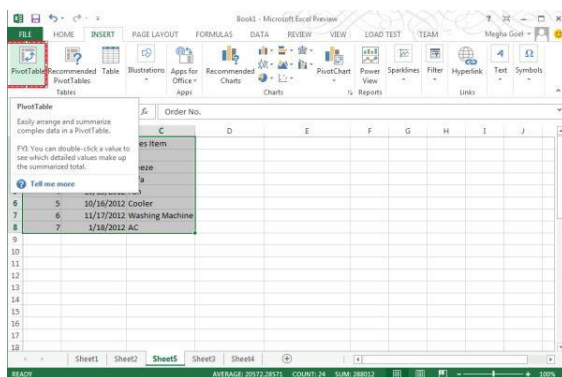 Book1 - Microsoft Excel Preview
FILE HOME INSERT PAGE LAYOUT FORMULAS DATA REVIEW VIEW LOAD TEST TEAM Megha Goel
PivotTable Recommended PivotTables Table Illustrations Apps for Office Recommended Charts PivotChart Power View Sparklines Filter Hyperlink Text Symbols
Tables Apps Charts Reports Links
PivotTable
Easily arrange and summarize
complex data in a PivotTable.
FYI: You can double-click a value to
see which detailed values make up
the summarized total.
Tell me more
fx Order No.
C D E F G H I J
es Item
eeze
fa
6 5 10/16/2012 Cooler
7 6 11/17/2012 Washing Machine
8 7 1/18/2012 AC
9
10
11
12
13
14
15
16
17
18
Sheet1 Sheet2 Sheet5 Sheet3 Sheet4
READY AVERAGE: 20572.28571 COUNT: 24 SUM: 288012 100%